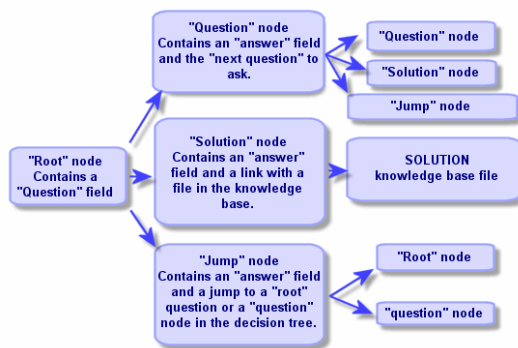 "Root" node
Contains a
"Question" field
"Question" node
Contains an "answer" field
and the "next question" to
ask.
"Question" node
"Solution" node
"Jump" node
"Solution" node
Contains an "answer"
field and a link with a
file in the knowledge
base.
SOLUTION
knowledge base file
"Jump" node
Contains an "answer" field
and a jump to a "root"
question or a "question"
node in the decision tree.
"Root" node
"question" node